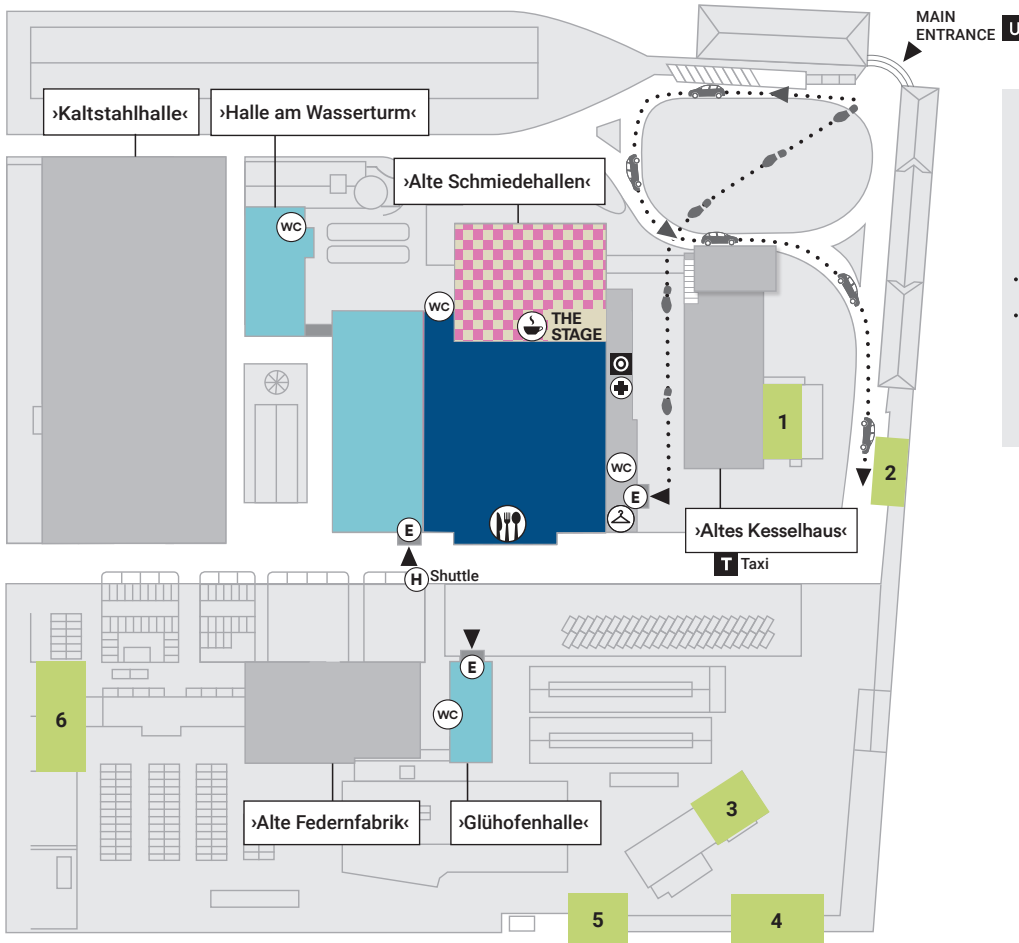 MAIN
ENTRANCE U
›Kaltstahlhalle‹
›Halle am Wasserturm‹
›Alte Schmiedehallen‹
WC
WC
THE
STAGE
1
2
WC
E
›Altes Kesselhaus‹
E
T Taxi
H Shuttle
E
WC
6
3
›Alte Federnfabrik‹
›Glühofenhalle‹
5
4